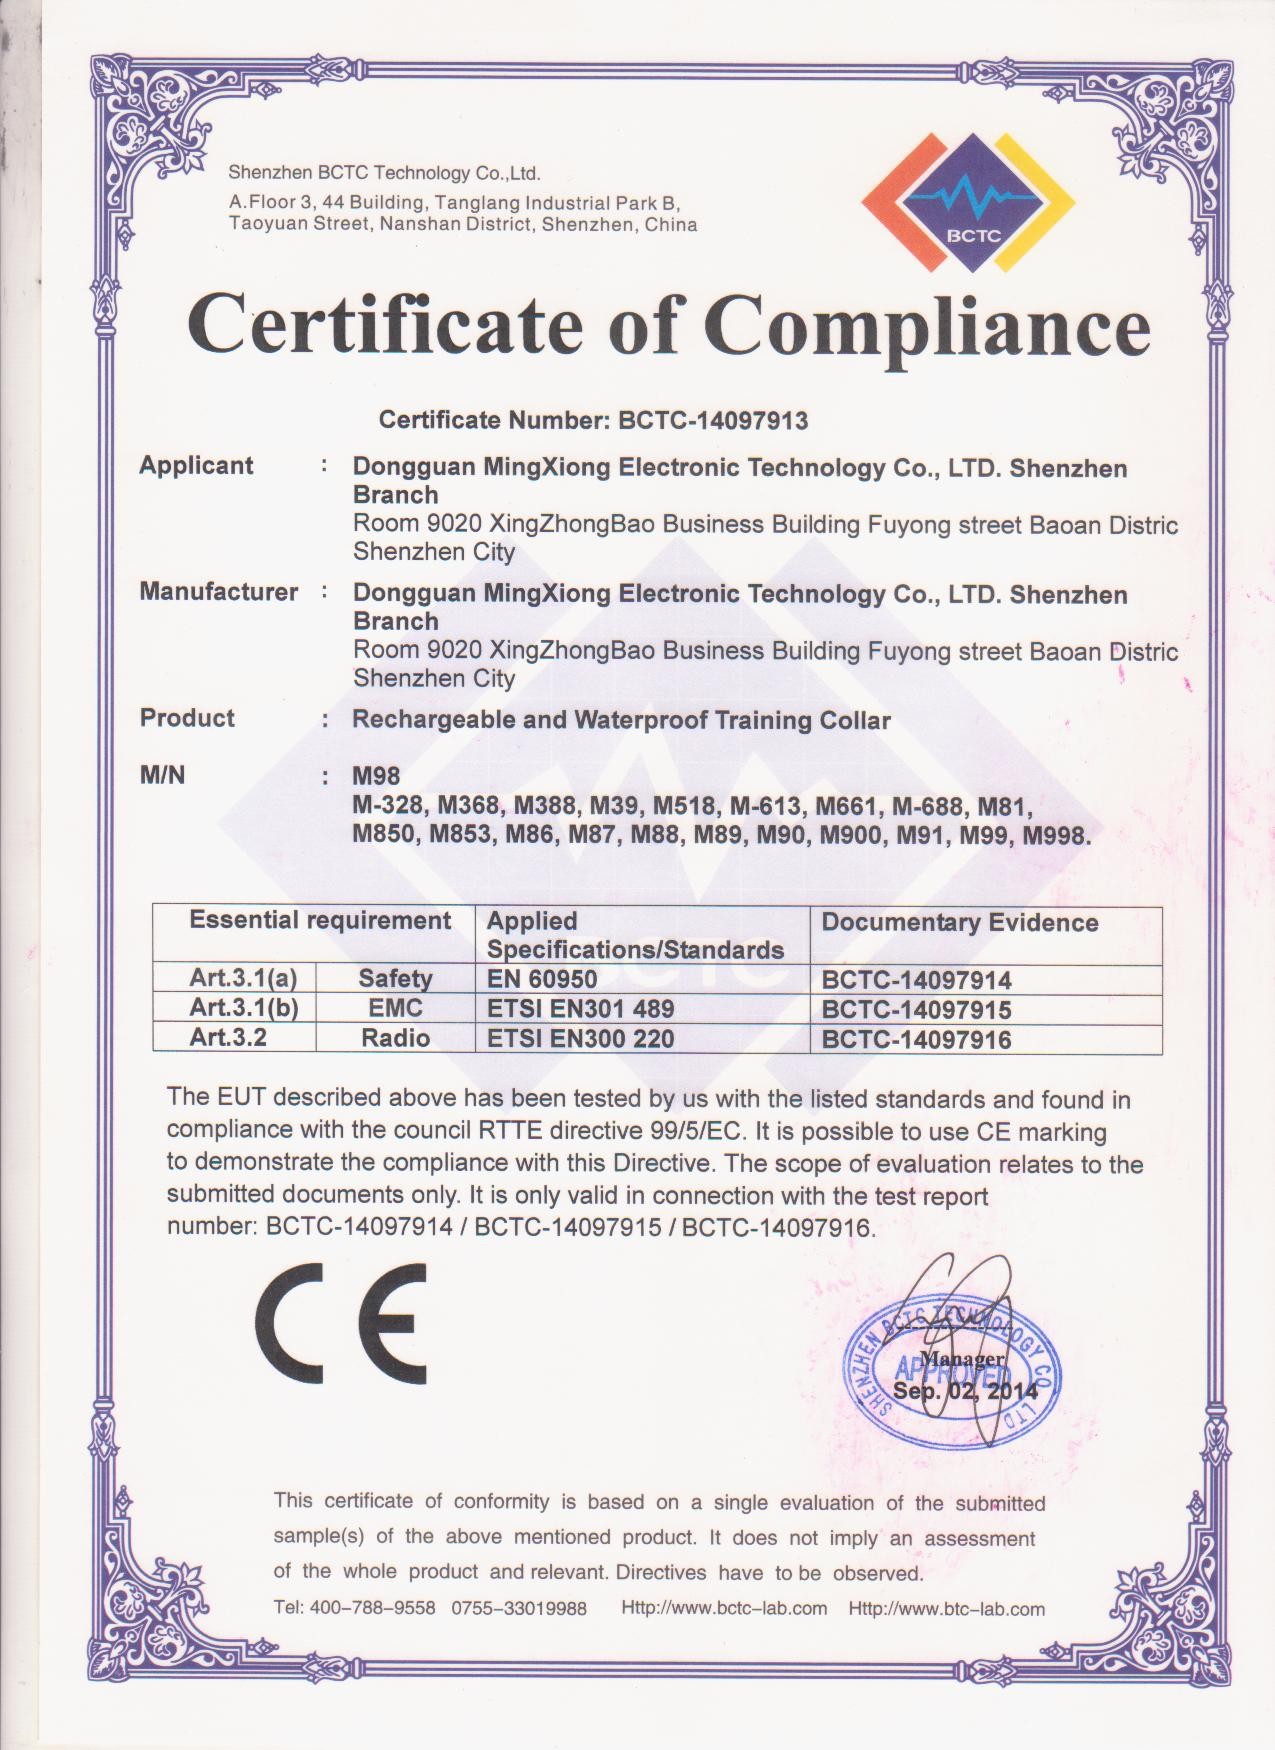 Shenzhen BCTC Technology Co.,Ltd.
A.Floor 3, 44 Building, Tanglang Industrial Park B,
Taoyuan Street, Nanshan District, Shenzhen, China
BCTC
Certificate of Compliance
Certificate Number: BCTC-14097913
Applicant : Dongguan MingXiong Electronic Technology Co., LTD. Shenzhen
Branch
Room 9020 XingZhongBao Business Building Fuyong street Baoan Distric
Shenzhen City
Manufacturer : Dongguan MingXiong Electronic Technology Co., LTD. Shenzhen
Branch
Room 9020 XingZhongBao Business Building Fuyong street Baoan Distric
Shenzhen City
Product : Rechargeable and Waterproof Training Collar
M/N : M98
M-328, M368, M388, M39, M518, M-613, M661, M-688, M81,
M850, M853, M86, M87, M88, M89, M90, M900, M91, M99, M998.
BCTC
Essential requirement Applied Documentary Evidence
Specifications/Standards
Art.3.1(a) Safety EN 60950 BCTC-14097914
Art.3.1(b) EMC ETSI EN301 489 BCTC-14097915
Art.3.2 Radio ETSI EN300 220 BCTC-14097916
The EUT described above has been tested by us with the listed standards and found in
compliance with the council RTTE directive 99/5/EC. It is possible to use CE marking
to demonstrate the compliance with this Directive. The scope of evaluation relates to the
submitted documents only. It is only valid in connection with the test report
number: BCTC-14097914 / BCTC-14097915 / BCTC-14097916.
CE
SHENZHEN BCTC TECHNOLOGY CO. LTD
Manager
APPROVED
Sep. 02, 2014
This certificate of conformity is based on a single evaluation of the submitted
sample(s) of the above mentioned product. It does not imply an assessment
of the whole product and relevant. Directives have to be observed.
Tel: 400-788-9558 0755-33019988 Http://www.bctc-lab.com Http://www.btc-lab.com